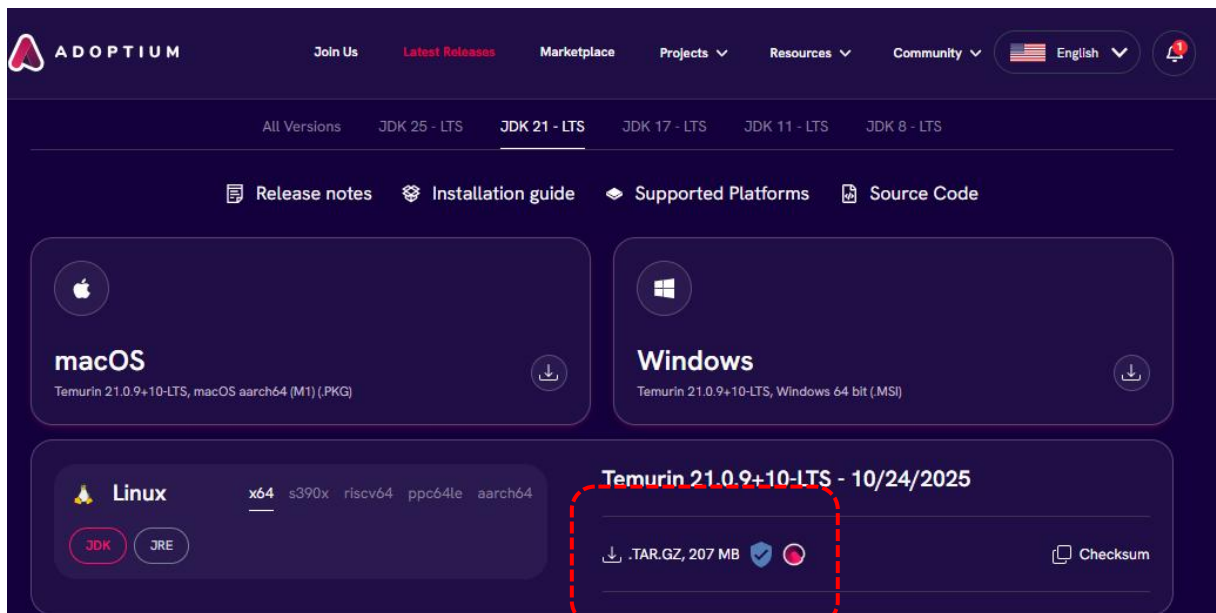 ADOPTIUM Join Us Latest Releases Marketplace Projects Resources Community English 1
All Versions JDK 25 - LTS JDK 21 - LTS JDK 17 - LTS JDK 11 - LTS JDK 8 - LTS
Release notes Installation guide Supported Platforms Source Code
macOS
Temurin 21.0.9+10-LTS, macOS aarch64 (M1) (.PKG)
Windows
Temurin 21.0.9+10-LTS, Windows 64 bit (.MSI)
Linux x64 s390x riscv64 ppc64le aarch64
JDK JRE
Temurin 21.0.9+10-LTS - 10/24/2025
.TAR.GZ, 207 MB Checksum